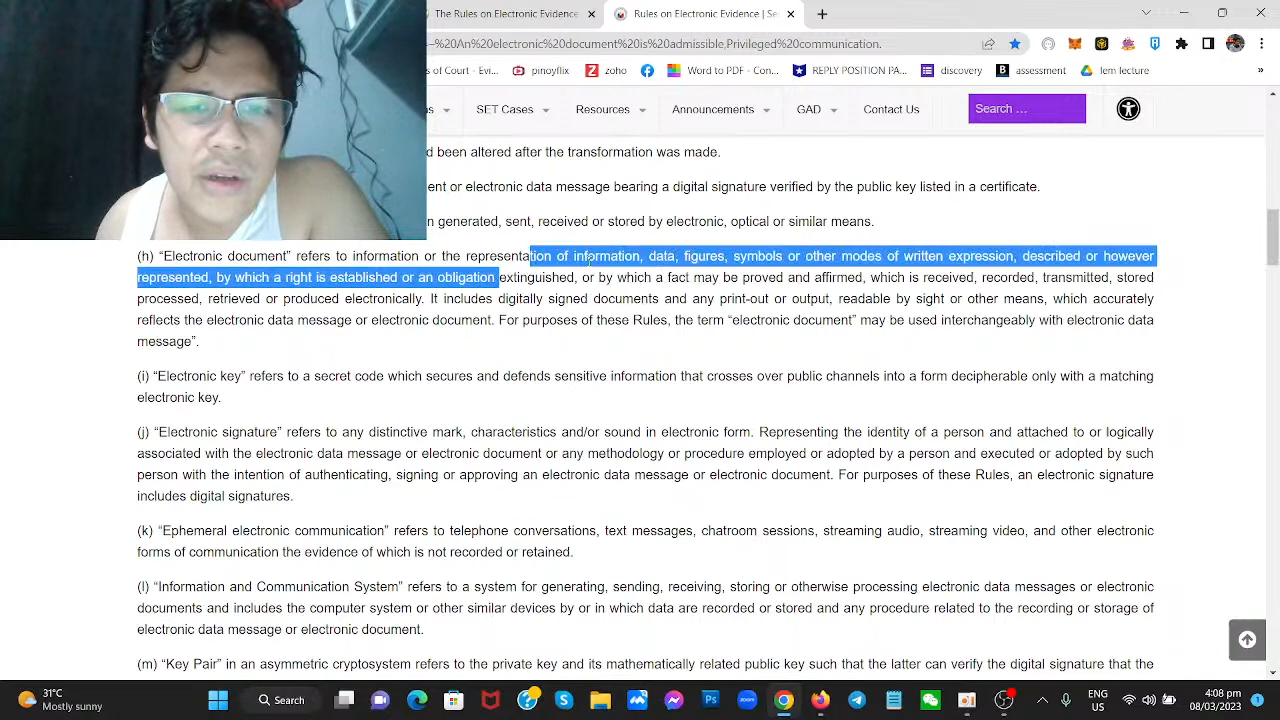 The Rules on Electronic Evidence
Rules on Electronic Evidence | Se
An%20electronic%20document%20is%20admissible,Privileged%20communication.
s of Court - Evi...
pinoyflix
zoho
Word to PDF - Con...
REPLY POSITION PA...
discovery
assessment
lem lecture
»
SET Cases
Resources
Announcements
GAD
Contact Us
Search ...
d been altered after the transformation was made.
ent or electronic data message bearing a digital signature verified by the public key listed in a certificate.
n generated, sent, received or stored by electronic, optical or similar means.
(h) “Electronic document” refers to information or the representation of information, data, figures, symbols or other modes of written expression, described or however
represented, by which a right is established or an obligation extinguished, or by which a fact may be proved and affirmed, which is received, recorded, transmitted, stored
processed, retrieved or produced electronically. It includes digitally signed documents and any print-out or output, readable by sight or other means, which accurately
reflects the electronic data message or electronic document. For purposes of these Rules, the term “electronic document” may be used interchangeably with electronic data
message”.
(i) “Electronic key” refers to a secret code which secures and defends sensitive information that crosses over public channels into a form decipherable only with a matching
electronic key.
(j) “Electronic signature” refers to any distinctive mark, characteristics and/or sound in electronic form. Representing the identity of a person and attached to or logically
associated with the electronic data message or electronic document or any methodology or procedure employed or adopted by a person and executed or adopted by such
person with the intention of authenticating, signing or approving an electronic data message or electronic document. For purposes of these Rules, an electronic signature
includes digital signatures.
(k) “Ephemeral electronic communication” refers to telephone conversations, text messages, chatroom sessions, streaming audio, streaming video, and other electronic
forms of communication the evidence of which is not recorded or retained.
(l) “Information and Communication System” refers to a system for generating, sending, receiving, storing or otherwise processing electronic data messages or electronic
documents and includes the computer system or other similar devices by or in which data are recorded or stored and any procedure related to the recording or storage of
electronic data message or electronic document.
(m) “Key Pair” in an asymmetric cryptosystem refers to the private key and its mathematically related public key such that the latter can verify the digital signature that the
31°C
Mostly sunny
Search
ENG
US
4:08 pm
08/03/2023